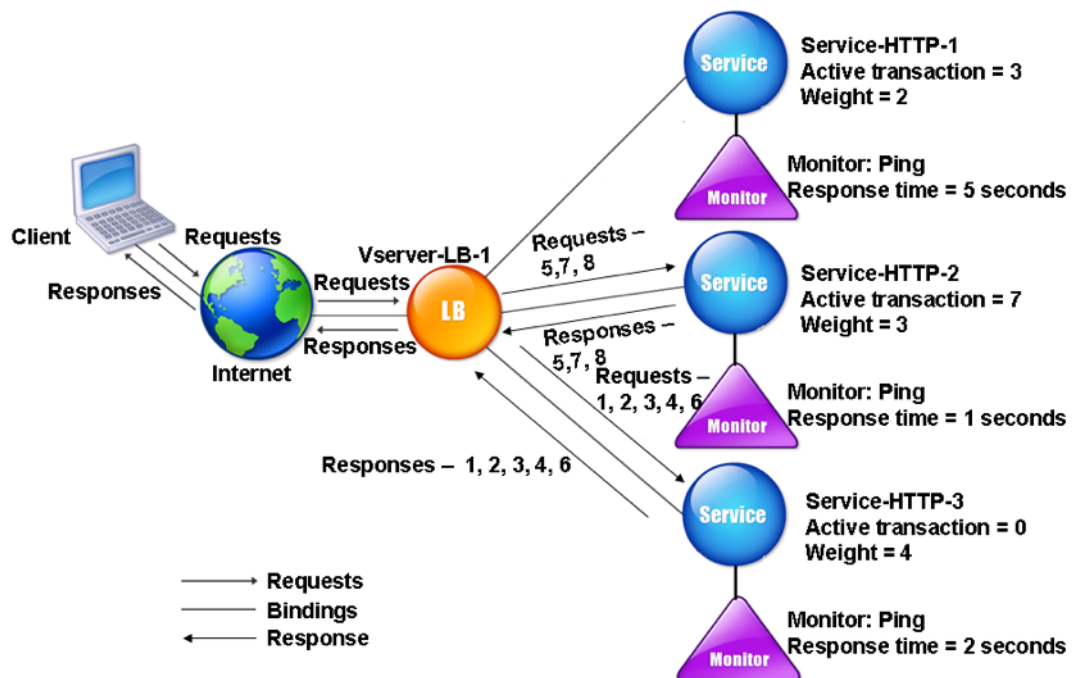 Service
Service-HTTP-1
Active transaction = 3
Weight = 2
Monitor
Monitor: Ping
Response time = 5 seconds
Client
Requests
Responses
Internet
Requests
Responses
Vserver-LB-1
LB
Requests –
5,7, 8
Responses –
5,7, 8
Service
Service-HTTP-2
Active transaction = 7
Weight = 3
Monitor
Monitor: Ping
Response time = 1 seconds
Requests –
1, 2, 3, 4, 6
Responses – 1, 2, 3, 4, 6
Service
Service-HTTP-3
Active transaction = 0
Weight = 4
Monitor
Monitor: Ping
Response time = 2 seconds
Requests
Bindings
Response